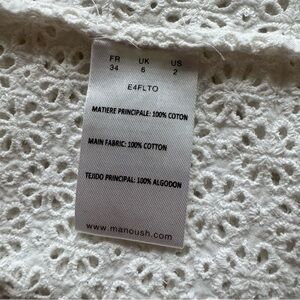 FR UK US
34 6 2
E4FLTO
MATIERE PRINCIPALE: 100% COTON
MAIN FABRIC: 100% COTTON
TEJIDO PRINCIPAL: 100% ALGODON
www.manoush.com